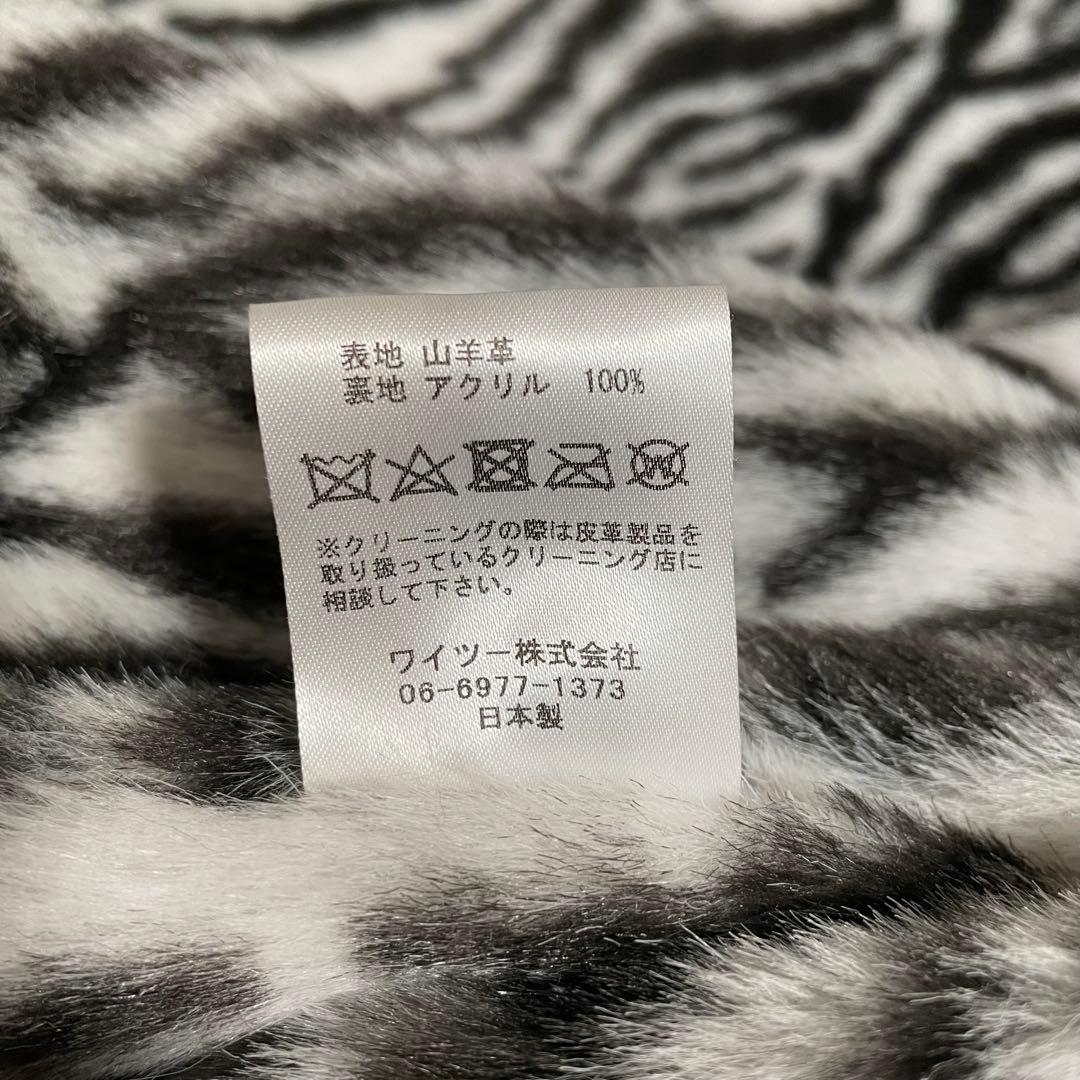 表地 山羊革
裏地 アクリル 100%
W
※クリーニングの際は皮革製品を
取り扱っているクリーニング店に
相談して下さい。
ワイツー株式会社
06-6977-1373
日本製